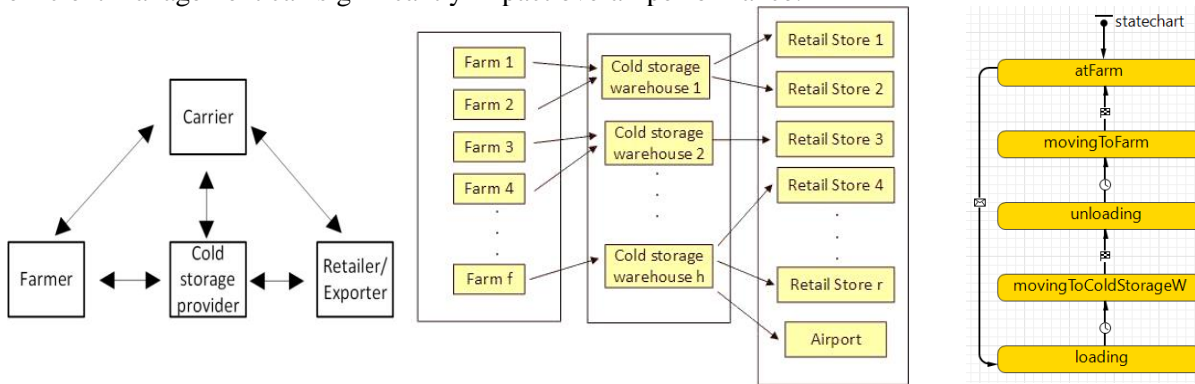 Carrier
Farmer
Cold
storage
provider
Retailer/
Exporter
Farm 1
Farm 2
Farm 3
Farm 4
Farm f
Cold storage
warehouse 1
Cold storage
warehouse 2
Cold storage
warehouse h
Retail Store 1
Retail Store 2
Retail Store 3
Retail Store 4
Retail Store r
Airport
statechart
atFarm
movingToFarm
unloading
movingToColdStorageW
loading